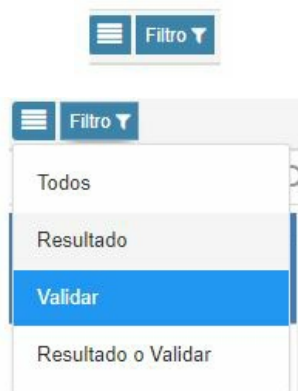 Filtro
Filtro
Todos
Resultado
Validar
Resultado o Validar